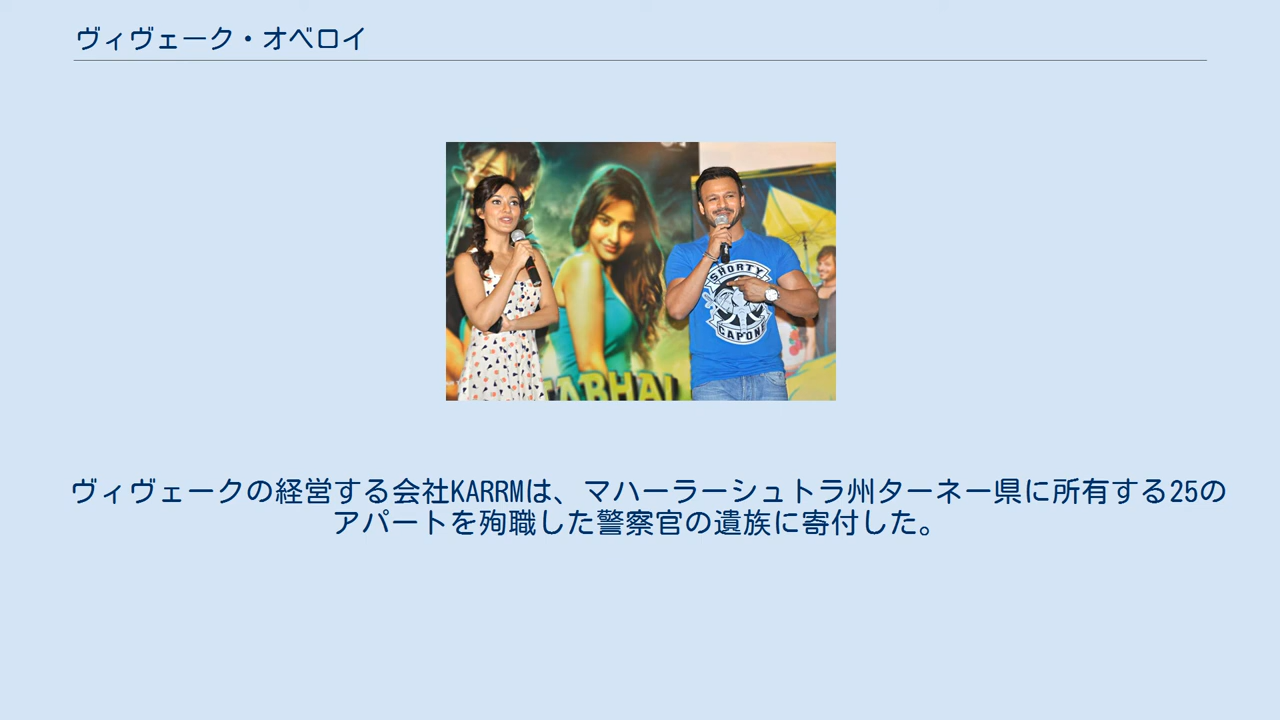 ヴィヴェーク・オベロイ
SHORTY
CAPONE
TABHAI
ヴィヴェークの経営する会社KARRMは、マハーラーシュトラ州ターネー県に所有する25の
アパートを殉職した警察官の遺族に寄付した。